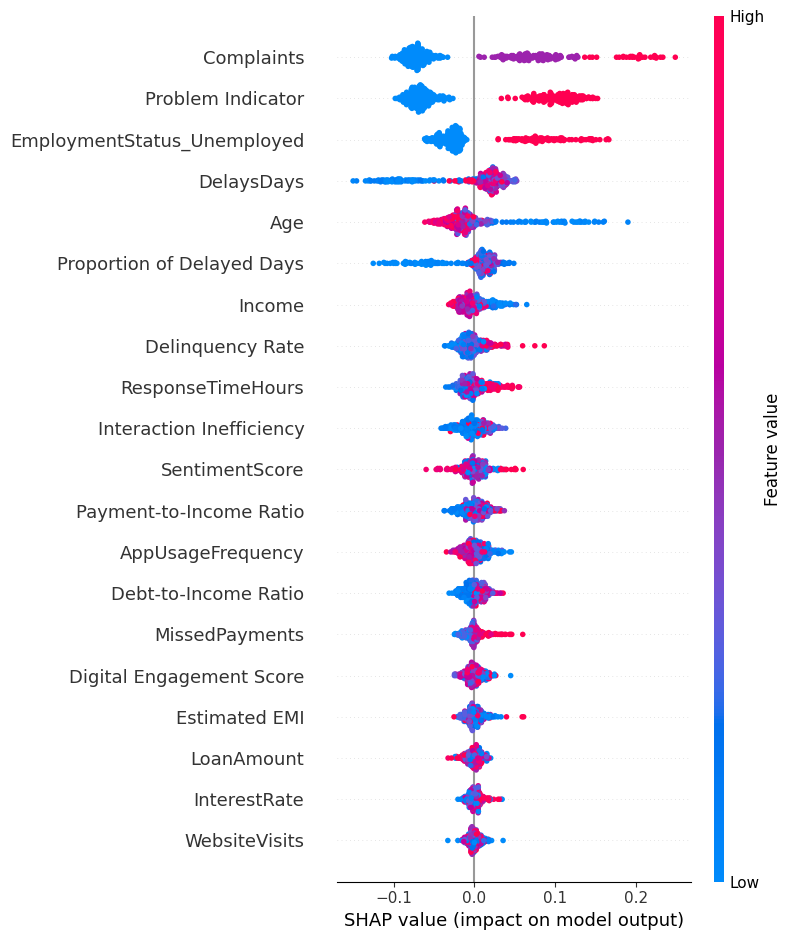 High
Complaints
Problem Indicator
EmploymentStatus_Unemployed
DelaysDays
Age
Proportion of Delayed Days
Income
Delinquency Rate
ResponseTimeHours
Interaction Inefficiency
SentimentScore
Payment-to-Income Ratio
AppUsageFrequency
Debt-to-Income Ratio
MissedPayments
Digital Engagement Score
Estimated EMI
LoanAmount
InterestRate
WebsiteVisits
Feature value
Low
−0.1 0.0 0.1 0.2
SHAP value (impact on model output)